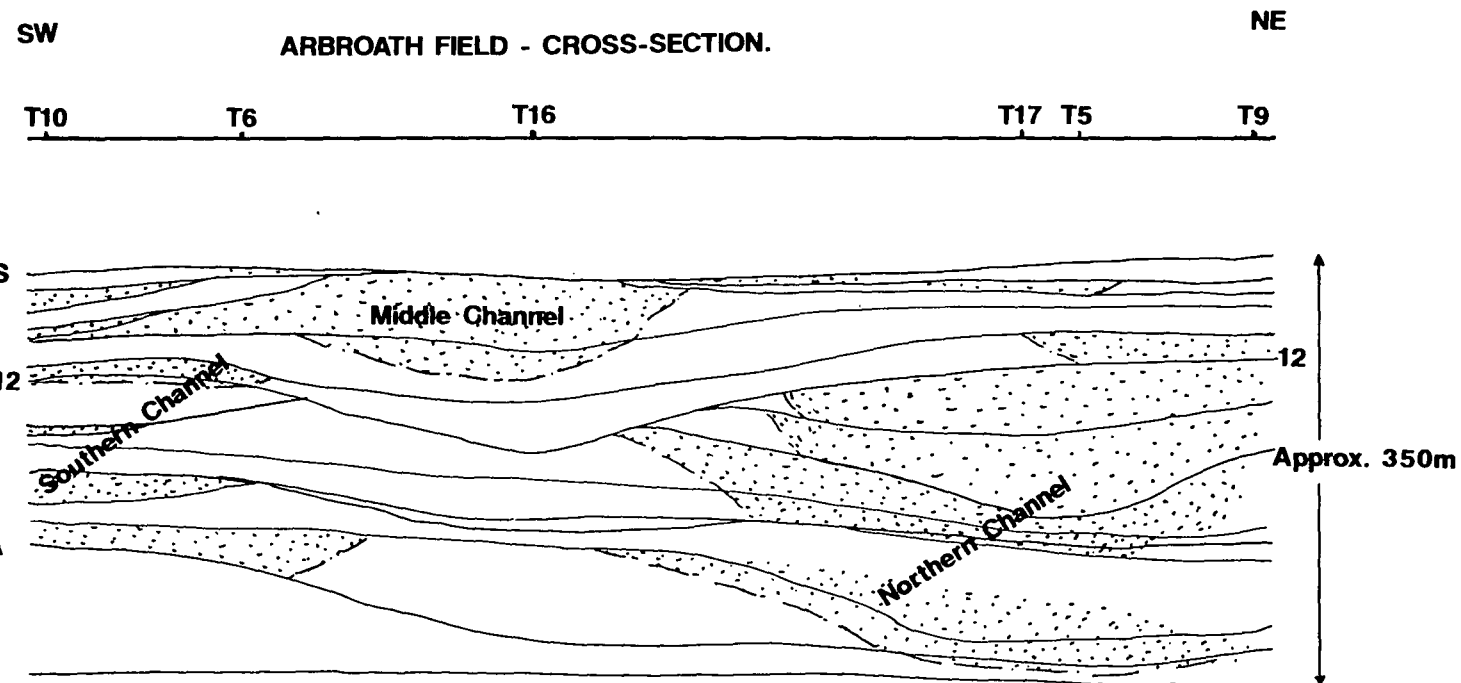 SW NE
ARBROATH FIELD - CROSS-SECTION.
T10 T6 T16 T17 T5 T9
S
Middle Channel
12
12
Southern Channel
Approx. 350m
Northern Channel